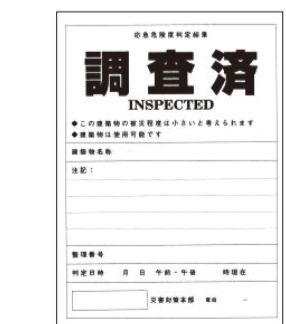 応急危険度判定結果
調査済
INSPECTED
◆この建築物の被災程度は小さいと考えられます
◆建築物は使用可能です
建築物名称
注記：
整理番号
判定日時 月 日 午前・午後 時現在
災害対策本部 電話 －